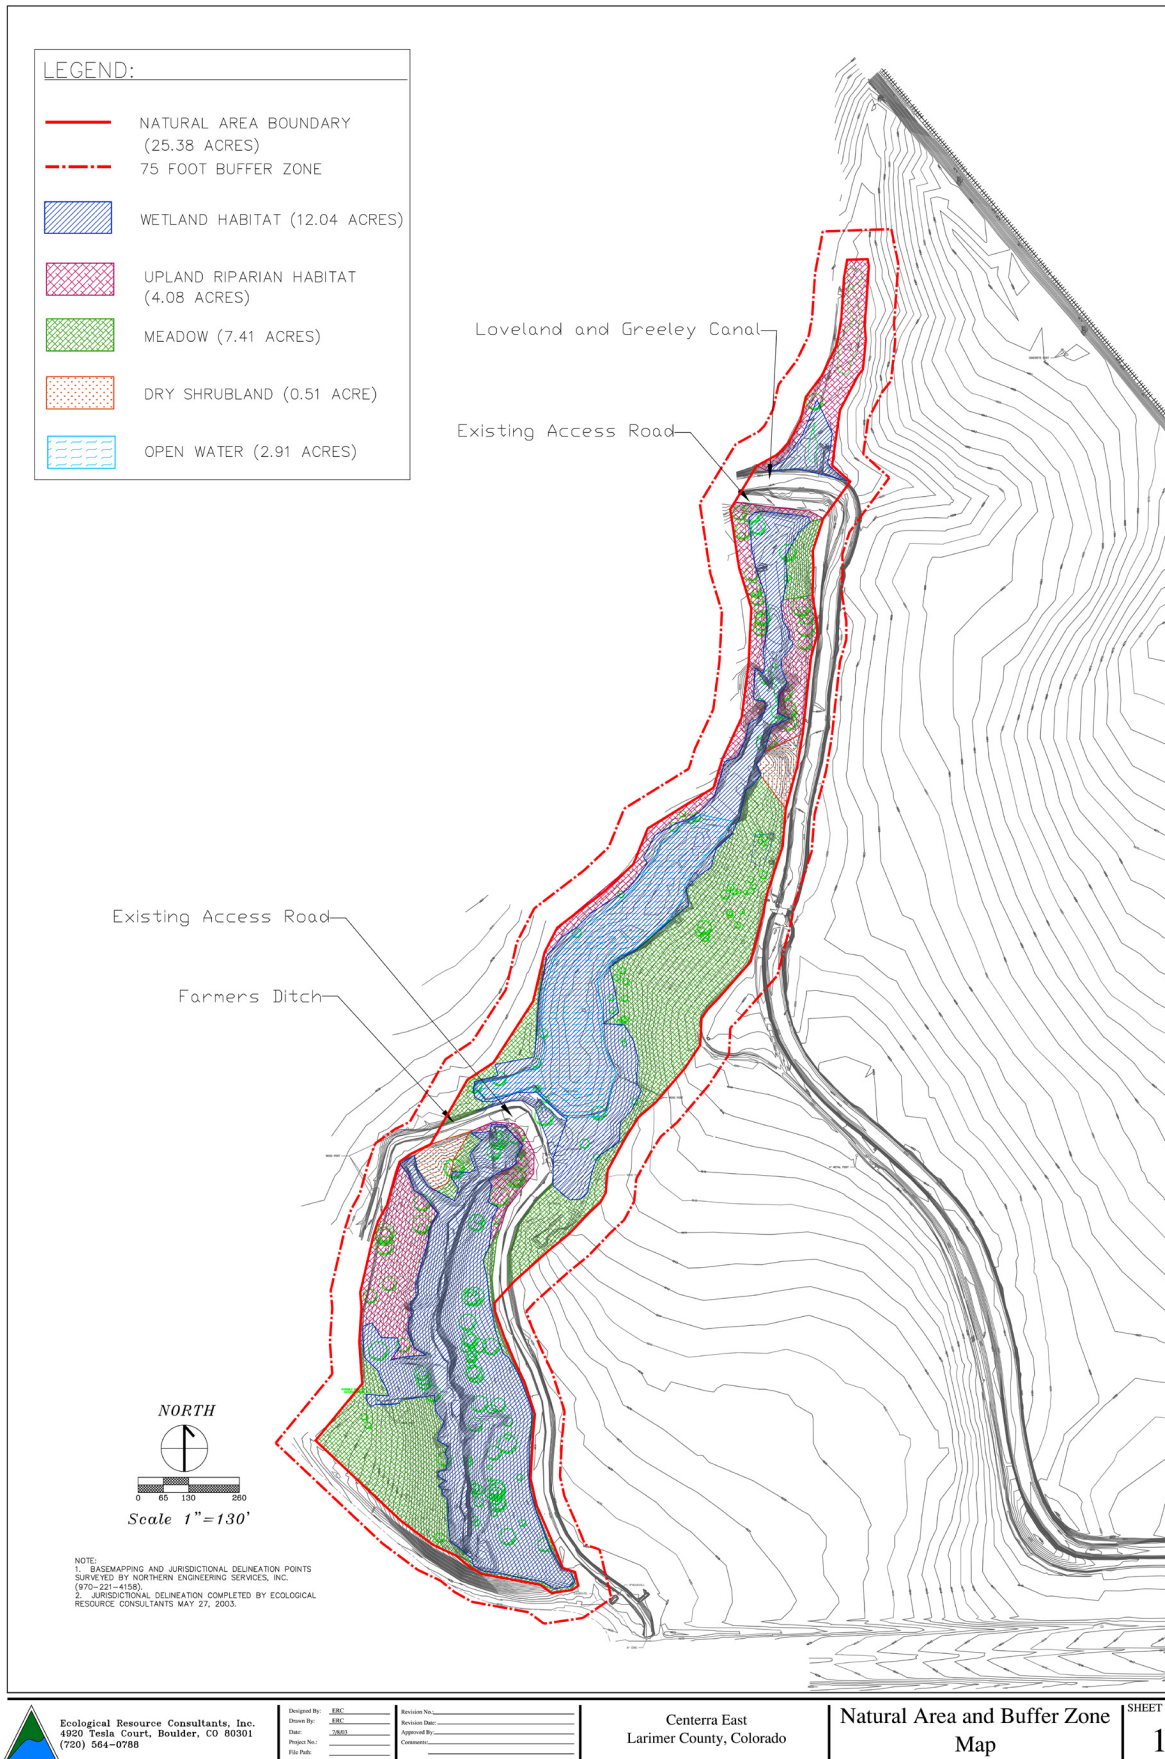 LEGEND:
NATURAL AREA BOUNDARY
(25.38 ACRES)
75 FOOT BUFFER ZONE
WETLAND HABITAT (12.04 ACRES)
UPLAND RIPARIAN HABITAT
(4.08 ACRES)
MEADOW (7.41 ACRES)
DRY SHRUBLAND (0.51 ACRE)
OPEN WATER (2.91 ACRES)
Loveland and Greeley Canal
Existing Access Road
Existing Access Road
Farmers Ditch
NORTH
0 65 130 260
Scale 1"=130'
NOTE:
1. BASEMAPPING AND JURISDICTIONAL DELINEATION POINTS
SURVEYED BY NORTHERN ENGINEERING SERVICES, INC.
(970-221-4158).
2. JURISDICTIONAL DELINEATION COMPLETED BY ECOLOGICAL
RESOURCE CONSULTANTS MAY 27, 2003.
Ecological Resource Consultants, Inc.
4920 Tesla Court, Boulder, CO 80301
(720) 564-0788
Designed By: ERC
Drawn By: ERC
Date: 7/8/03
Project No.:
File Path:
Revision No.:
Revision Date:
Approved By:
Comments:
Centerra East
Larimer County, Colorado
Natural Area and Buffer Zone
Map
SHEET
1